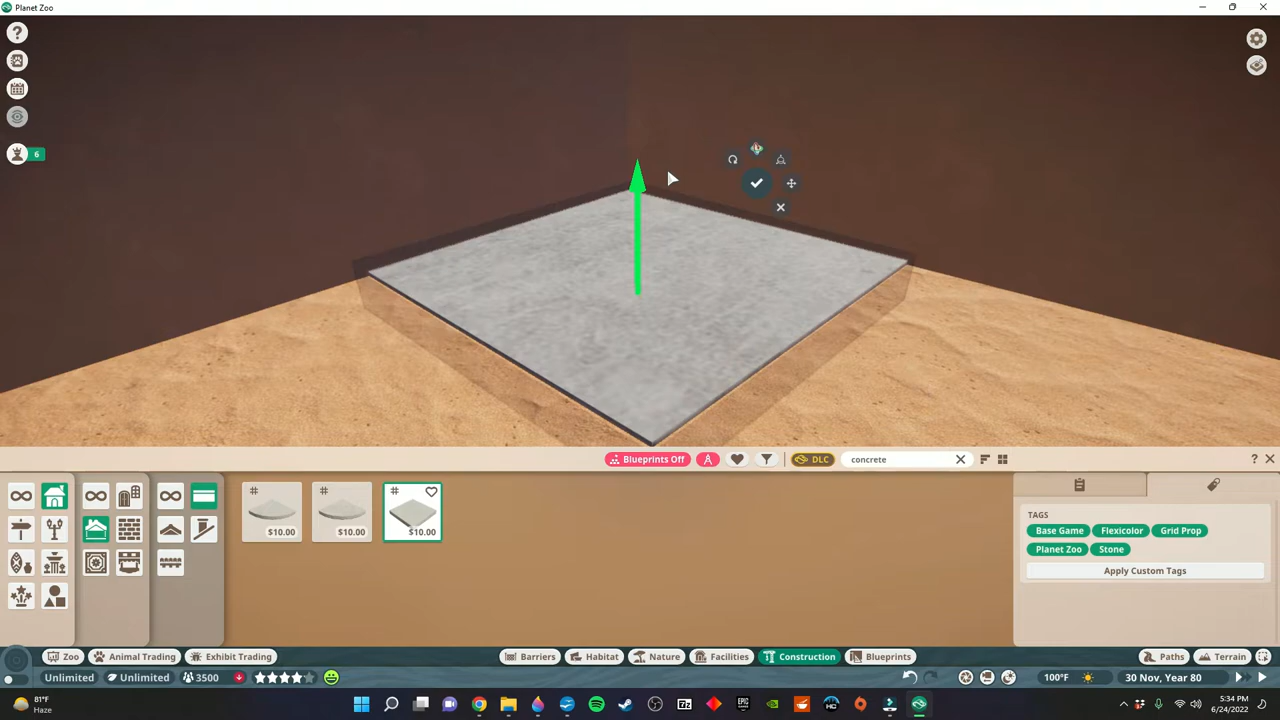 Planet Zoo
6
Blueprints Off
DLC
concrete
$10.00
$10.00
$10.00
TAGS
Base Game
Flexicolor
Grid Prop
Planet Zoo
Stone
Apply Custom Tags
Zoo
Animal Trading
Exhibit Trading
Barriers
Habitat
Nature
Facilities
Construction
Blueprints
Paths
Terrain
Unlimited
Unlimited
3500
100°F
30 Nov, Year 80
81°F
Haze
5:34 PM
6/24/2022